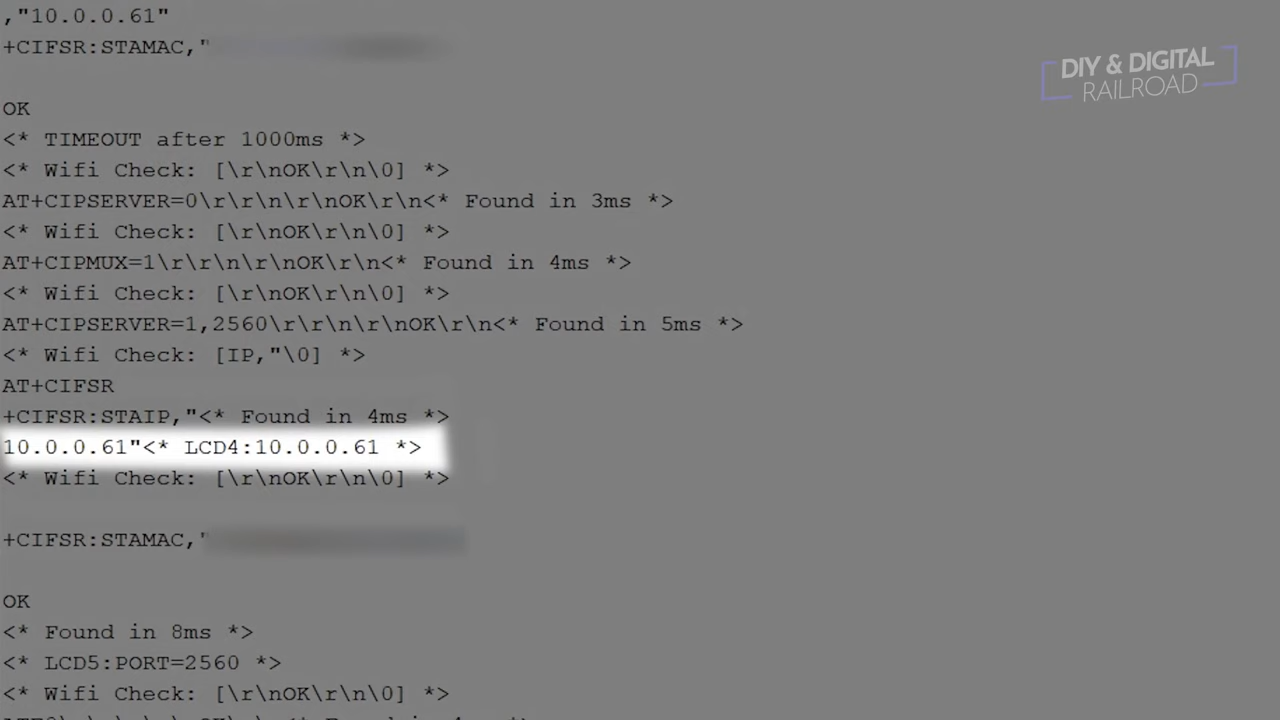 ,"10.0.0.61"
+CIFSR:STAMAC,"
DIY & DIGITAL
RAILROAD
OK
<* TIMEOUT after 1000ms *>
<* Wifi Check: [\r\nOK\r\n\0] *>
AT+CIPSERVER=0\r\r\n\r\nOK\r\n<* Found in 3ms *>
<* Wifi Check: [\r\nOK\r\n\0] *>
AT+CIPMUX=1\r\r\n\r\nOK\r\n<* Found in 4ms *>
<* Wifi Check: [\r\nOK\r\n\0] *>
AT+CIPSERVER=1,2560\r\r\n\r\nOK\r\n<* Found in 5ms *>
<* Wifi Check: [IP,"\0] *>
AT+CIFSR
+CIFSR:STAIP,"<* Found in 4ms *>
10.0.0.61"<* LCD4:10.0.0.61 *>
<* Wifi Check: [\r\nOK\r\n\0] *>
+CIFSR:STAMAC,"
OK
<* Found in 8ms *>
<* LCD5:PORT=2560 *>
<* Wifi Check: [\r\nOK\r\n\0] *>